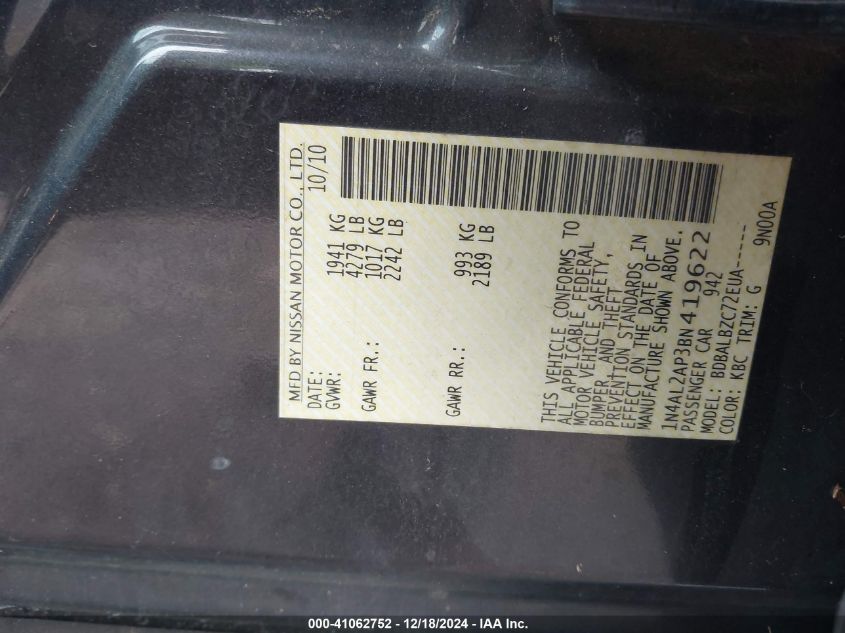 MFD BY NISSAN MOTOR CO., LTD.
DATE: 10/10
GVWR: 1941 KG
4279 LB
GAWR FR.: 1017 KG
2242 LB
GAWR RR.: 993 KG
2189 LB
THIS VEHICLE CONFORMS TO
ALL APPLICABLE FEDERAL
MOTOR VEHICLE SAFETY,
BUMPER, AND THEFT
PREVENTION STANDARDS IN
EFFECT ON THE DATE OF
MANUFACTURE SHOWN ABOVE.
1N4AL2AP3BN419622
PASSENGER CAR 942
MODEL: BDBALBZC72EUA-----
COLOR: KBC TRIM: G 9N00A
000-41062752 - 12/18/2024 - IAA Inc.